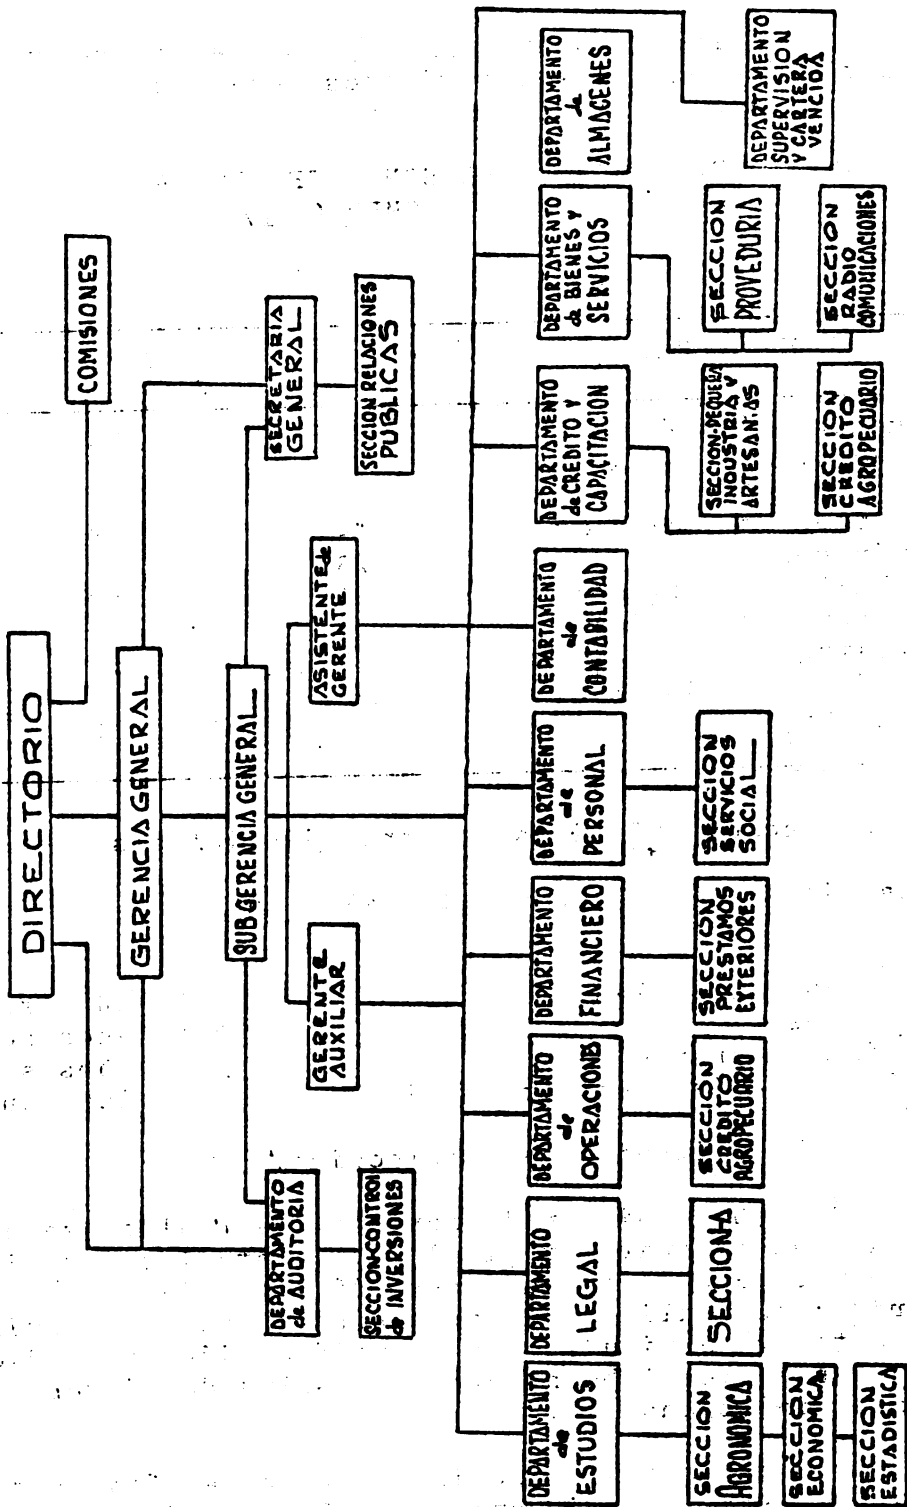 DIRECTORIO
COMISIONES
GERENCIA GENERAL
SUB GERENCIA GENERAL
DEPARTAMENTO
de AUDITORIA
SECCION-CONTROL
de INVERSIONES
SECRETARIA
GENERAL
SECCION RELACIONES
PUBLICAS
GERENTE
AUXILIAR
ASISTENTE de
GERENTE
DEPARTAMENTO
de
ESTUDIOS
DEPARTAMENTO
LEGAL
DEPARTAMENTO
de
OPERACIONES
DEPARTAMENTO
FINANCIERO
DEPARTAMENTO
de
PERSONAL
DEPARTAMENTO
de
CONTABILIDAD
DEPARTAMENTO
de CREDITO Y
CAPACITACION
DEPARTAMENTO
de BIENES Y
SERVICIOS
DEPARTAMENTO
de
ALMACENES
SECCION
AGRONOMICA
SECCION
ECONOMICA
SECCION
ESTADISTICA
SECCION
CREDITO
AGROPECUARIO
SECCION
PRESTAMOS
EXTERIORES
SECCION
SERVICIOS
SOCIAL
SECCION-PEQUEÑA
INDUSTRIA Y
ARTESANIAS
SECCION
CREDITO
AGROPECUARIO
SECCION
PROVEDURIA
SECCION
RADIO
COMUNICACIONES
DEPARTAMENTO
SUPERVISION
Y CARTERA
VENCIDA